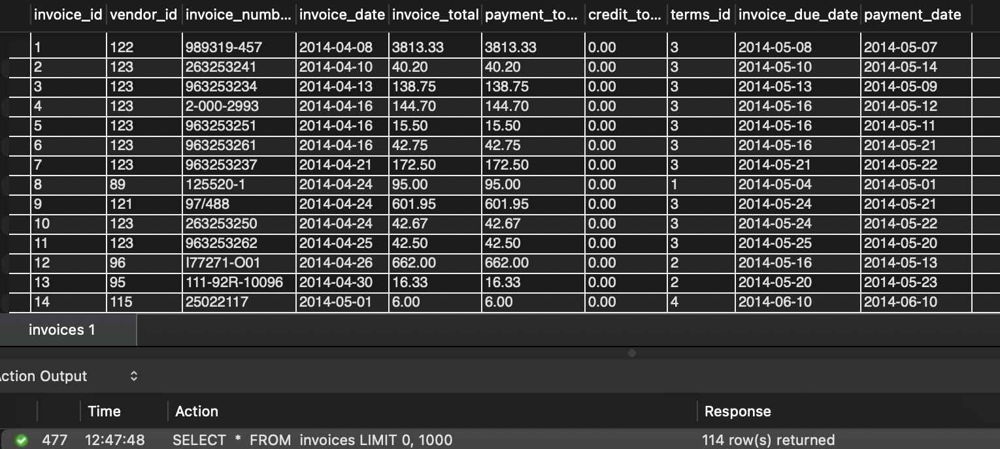 invoice_id vendor_id invoice_numb... invoice_date invoice_total payment_to... credit_to... terms_id invoice_due_date payment_date
1 122 989319-457 2014-04-08 3813.33 3813.33 0.00 3 2014-05-08 2014-05-07
2 123 263253241 2014-04-10 40.20 40.20 0.00 3 2014-05-10 2014-05-14
3 123 963253234 2014-04-13 138.75 138.75 0.00 3 2014-05-13 2014-05-09
4 123 2-000-2993 2014-04-16 144.70 144.70 0.00 3 2014-05-16 2014-05-12
5 123 963253251 2014-04-16 15.50 15.50 0.00 3 2014-05-16 2014-05-11
6 123 963253261 2014-04-16 42.75 42.75 0.00 3 2014-05-16 2014-05-21
7 123 963253237 2014-04-21 172.50 172.50 0.00 3 2014-05-21 2014-05-22
8 89 125520-1 2014-04-24 95.00 95.00 0.00 1 2014-05-04 2014-05-01
9 121 97/488 2014-04-24 601.95 601.95 0.00 3 2014-05-24 2014-05-21
10 123 263253250 2014-04-24 42.67 42.67 0.00 3 2014-05-24 2014-05-22
11 123 963253262 2014-04-25 42.50 42.50 0.00 3 2014-05-25 2014-05-20
12 96 I77271-O01 2014-04-26 662.00 662.00 0.00 2 2014-05-16 2014-05-13
13 95 111-92R-10096 2014-04-30 16.33 16.33 0.00 2 2014-05-20 2014-05-23
14 115 25022117 2014-05-01 6.00 6.00 0.00 4 2014-06-10 2014-06-10
invoices 1
Action Output
Time Action Response
477 12:47:48 SELECT * FROM invoices LIMIT 0, 1000 114 row(s) returned